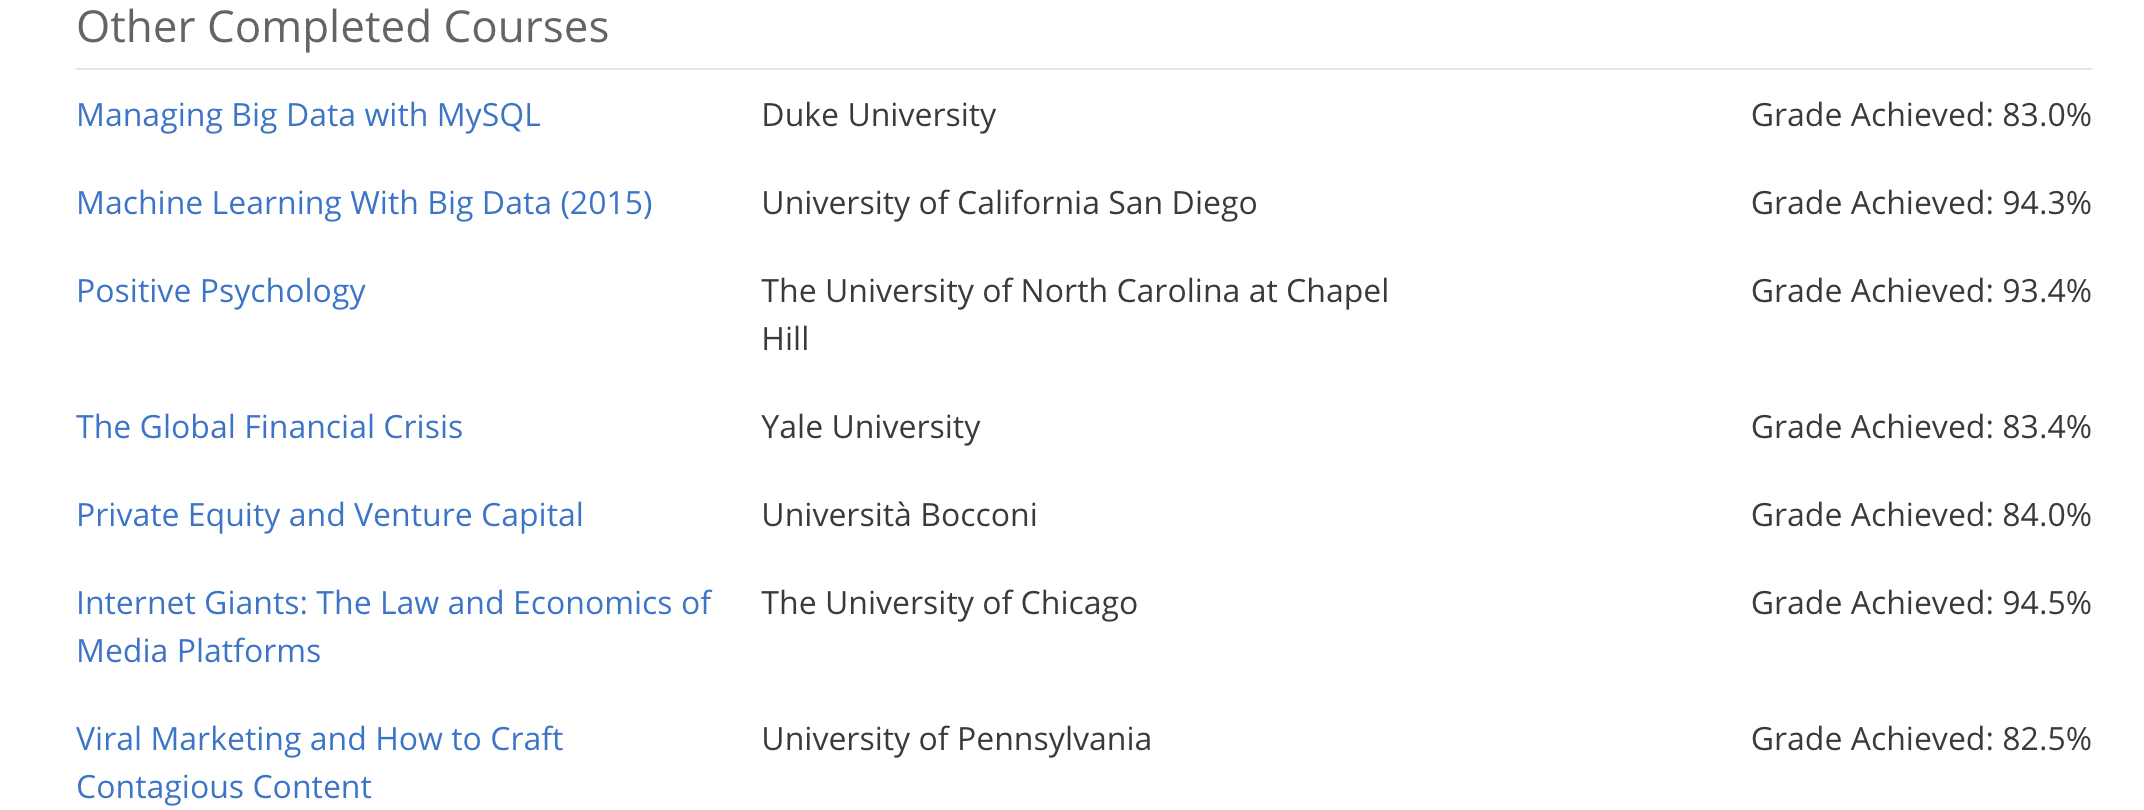 Other Completed Courses
Managing Big Data with MySQL Duke University Grade Achieved: 83.0%
Machine Learning With Big Data (2015) University of California San Diego Grade Achieved: 94.3%
Positive Psychology The University of North Carolina at Chapel Grade Achieved: 93.4%
Hill
The Global Financial Crisis Yale University Grade Achieved: 83.4%
Private Equity and Venture Capital Università Bocconi Grade Achieved: 84.0%
Internet Giants: The Law and Economics of The University of Chicago Grade Achieved: 94.5%
Media Platforms
Viral Marketing and How to Craft University of Pennsylvania Grade Achieved: 82.5%
Contagious Content